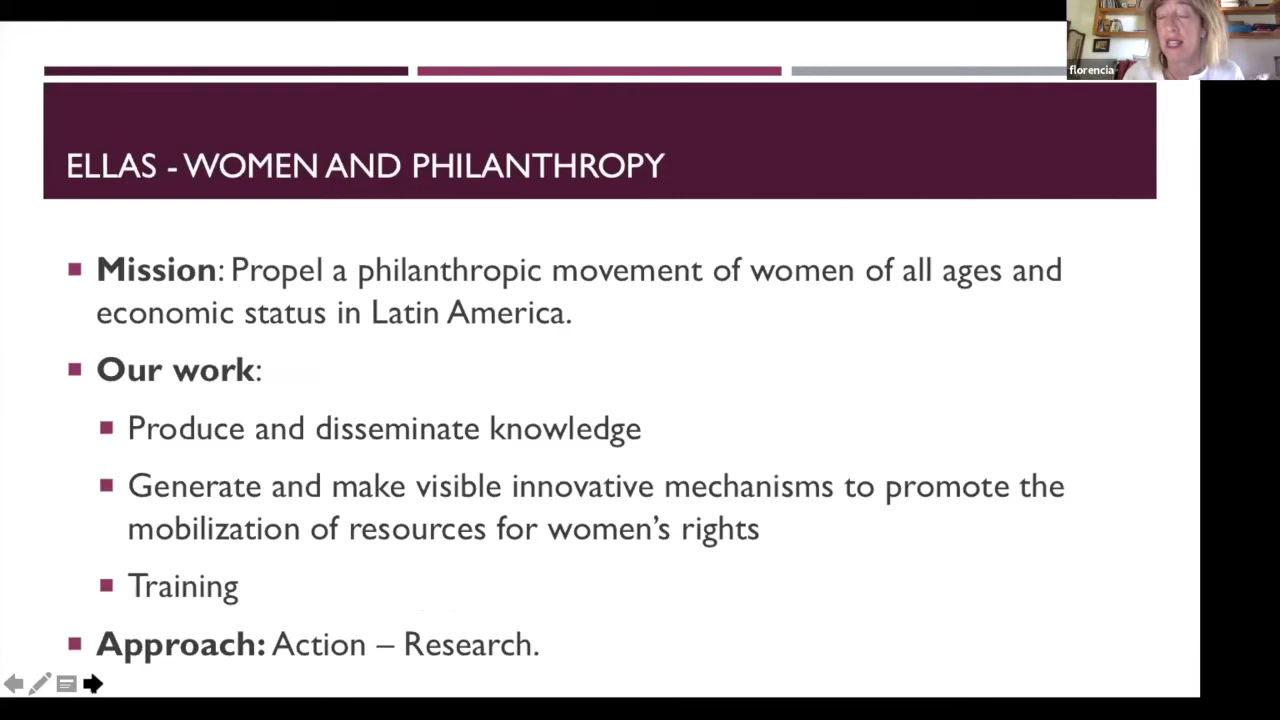 florencia
ELLAS - WOMEN AND PHILANTHROPY
Mission: Propel a philanthropic movement of women of all ages and
economic status in Latin America.
Our work:
Produce and disseminate knowledge
Generate and make visible innovative mechanisms to promote the
mobilization of resources for women’s rights
Training
Approach: Action – Research.